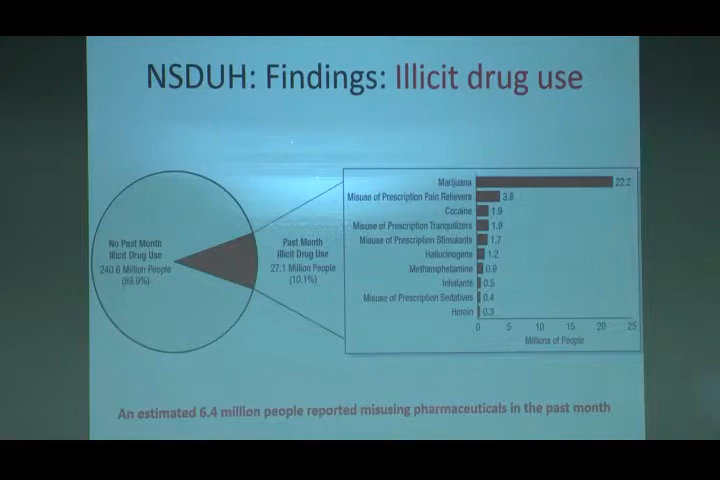 NSDUH: Findings: Illicit drug use
No Past Month
Illicit Drug Use
240.6 Million People
(89.9%)
Past Month
Illicit Drug Use
27.1 Million People
(10.1%)
Marijuana 22.2
Misuse of Prescription Pain Relievers 3.8
Cocaine 1.9
Misuse of Prescription Tranquilizers 1.9
Misuse of Prescription Stimulants 1.7
Hallucinogens 1.2
Methamphetamine 0.9
Inhalants 0.5
Misuse of Prescription Sedatives 0.4
Heroin 0.3
0 5 10 15 20 25
Millions of People
An estimated 6.4 million people reported misusing pharmaceuticals in the past month